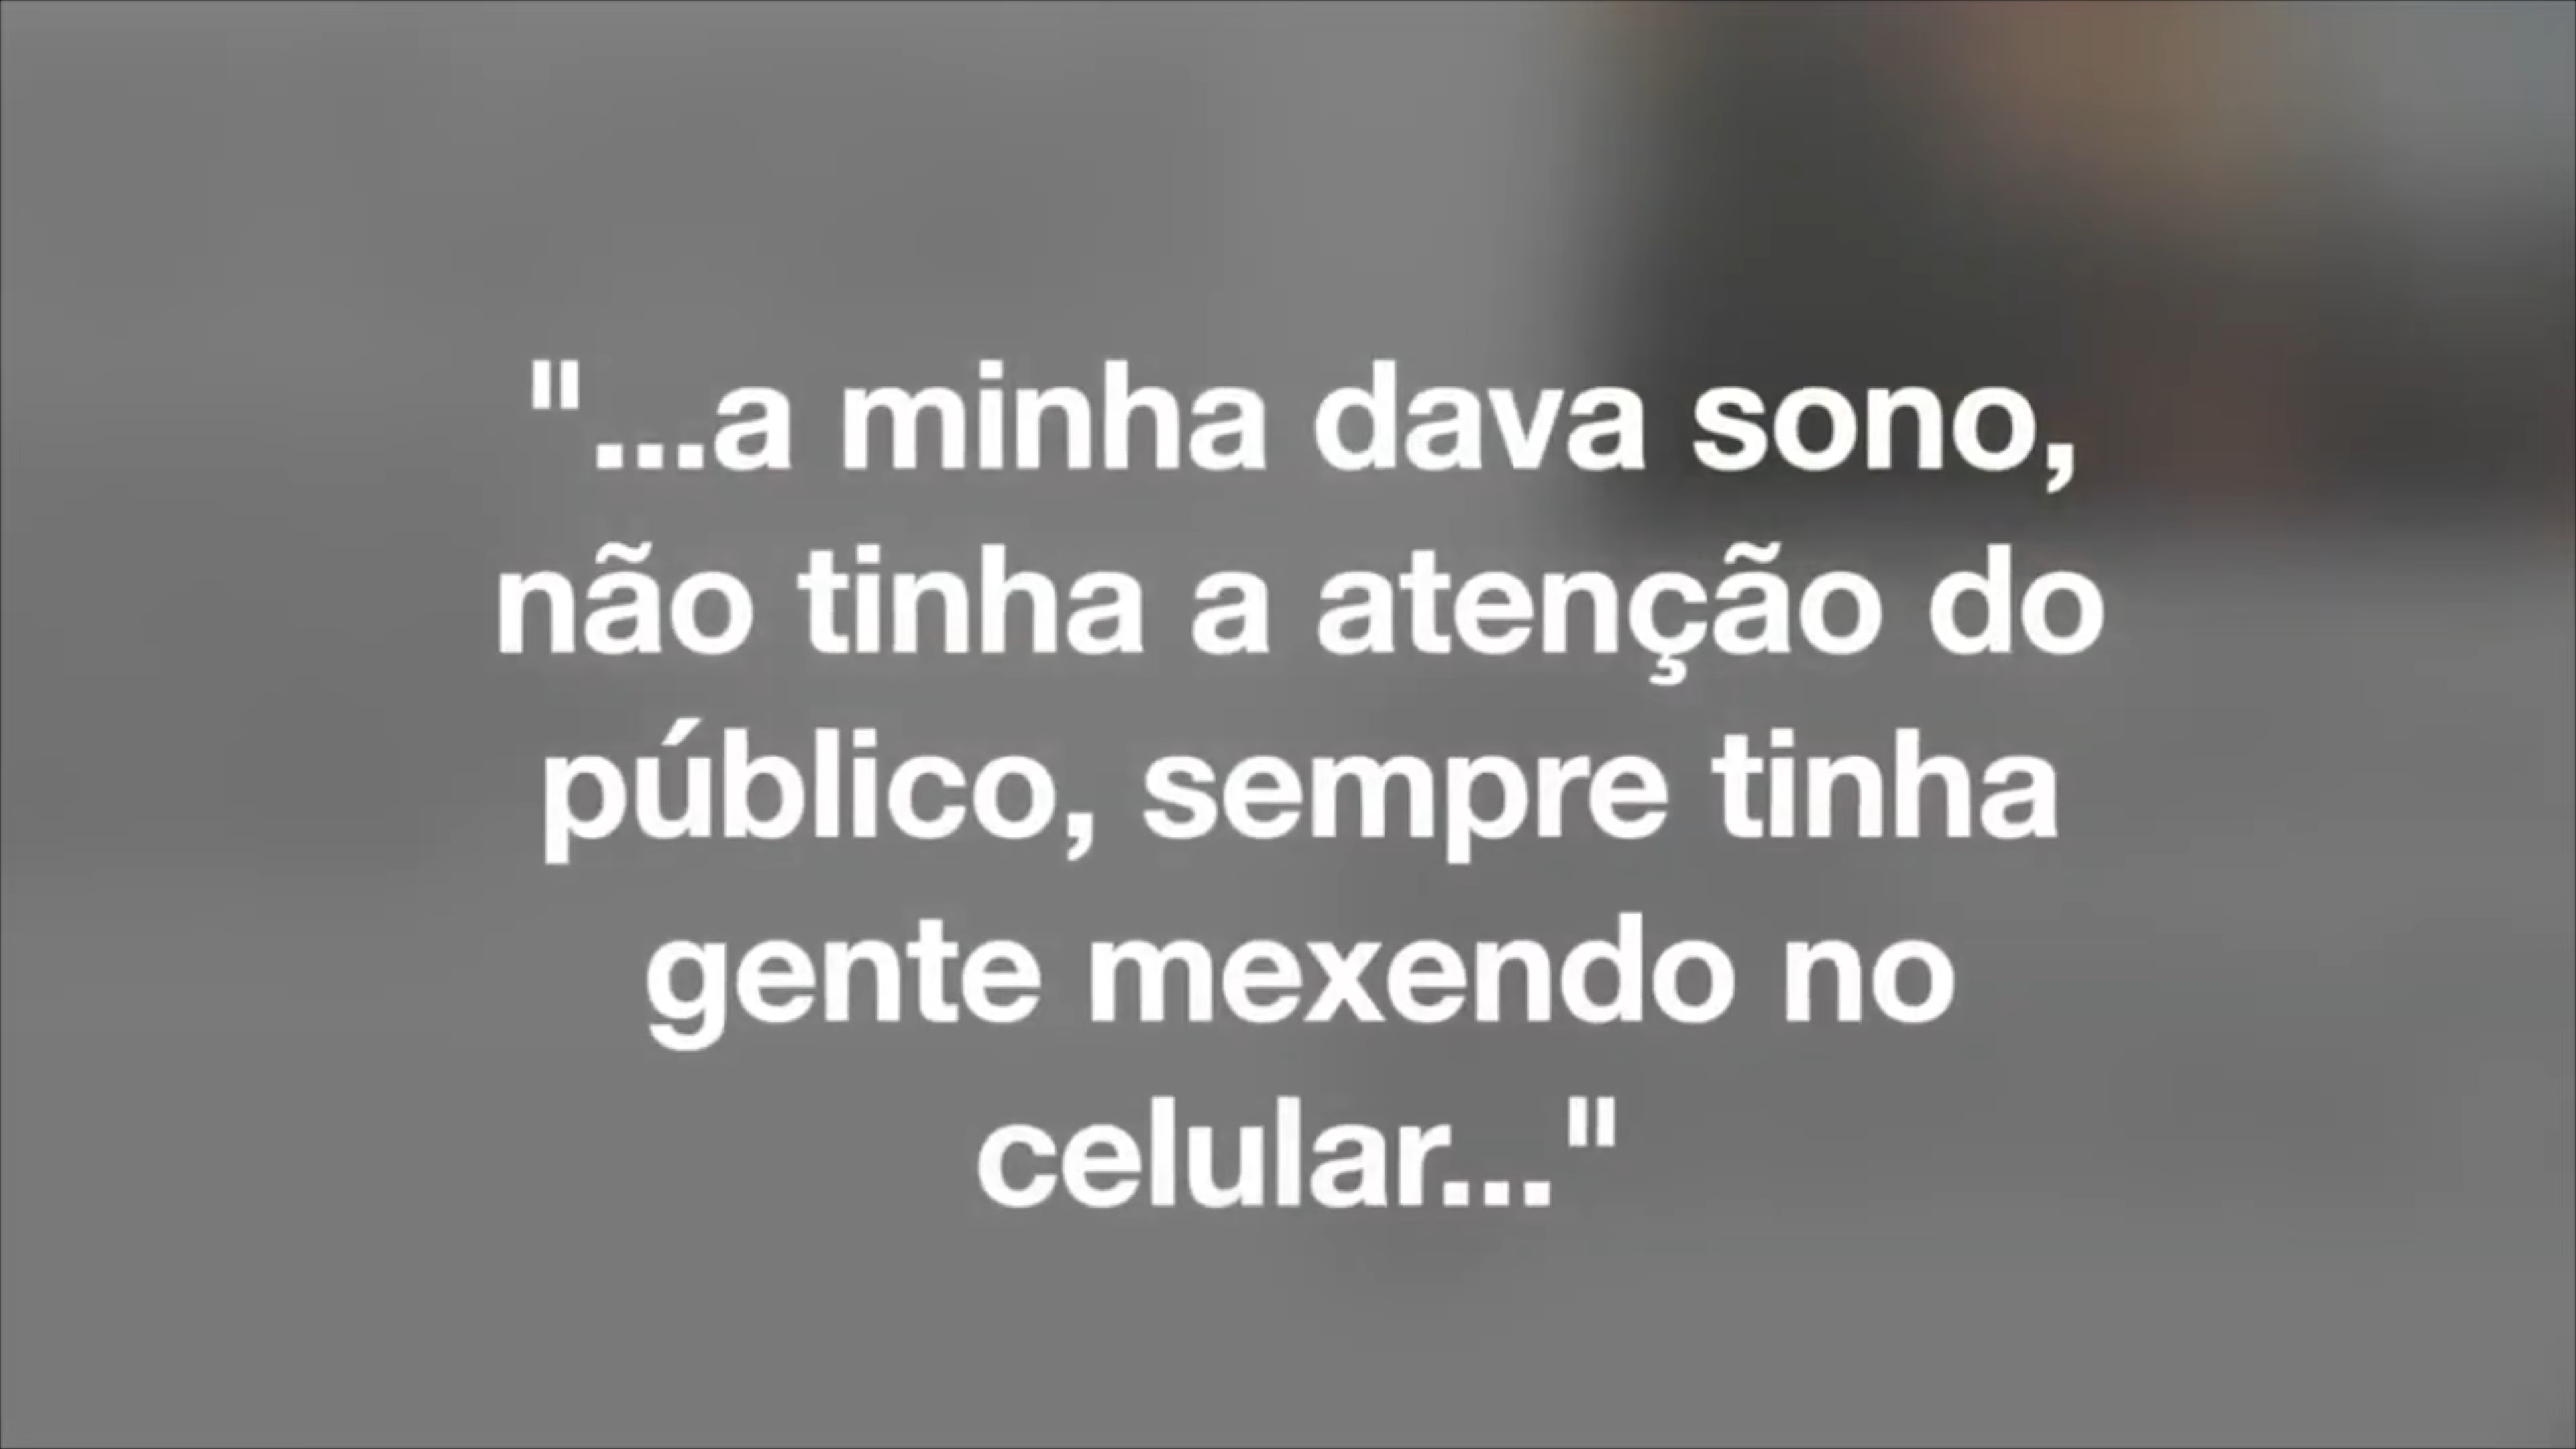 "...a minha dava sono,
não tinha a atenção do
público, sempre tinha
gente mexendo no
celular..."